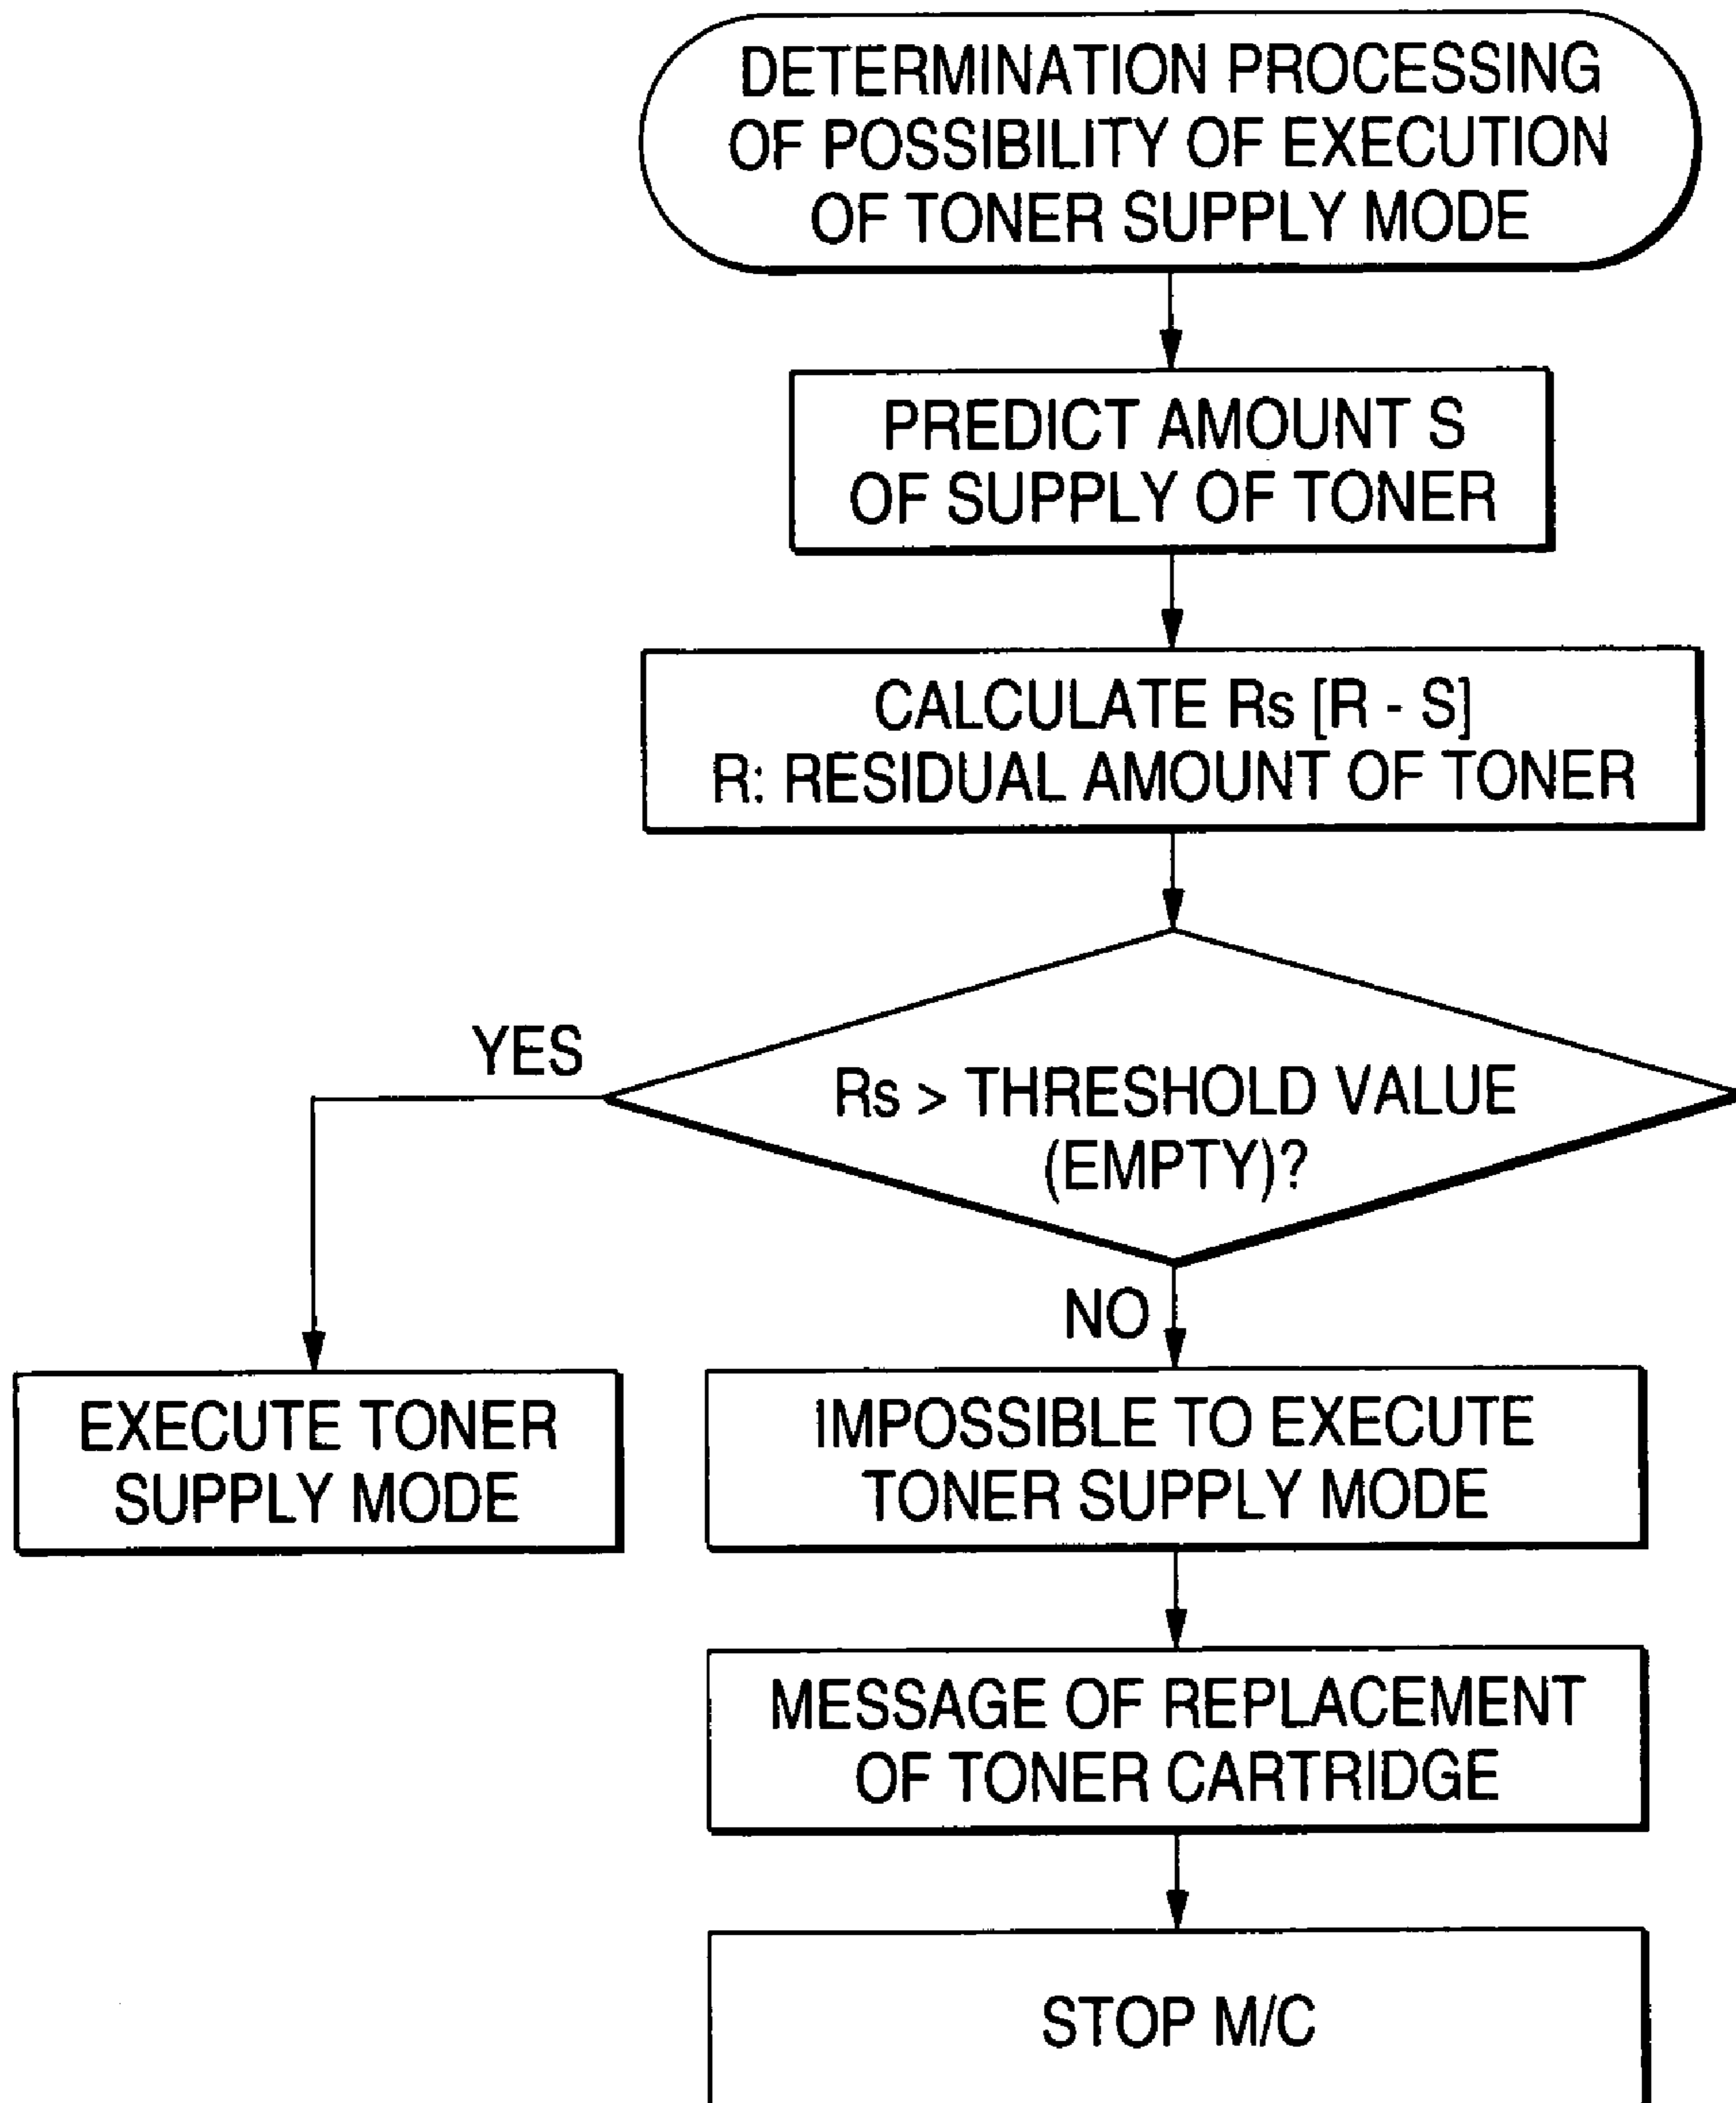 DETERMINATION PROCESSING
OF POSSIBILITY OF EXECUTION
OF TONER SUPPLY MODE
PREDICT AMOUNT S
OF SUPPLY OF TONER
CALCULATE Rs [R - S]
R: RESIDUAL AMOUNT OF TONER
YES
Rs > THRESHOLD VALUE
(EMPTY)?
NO
EXECUTE TONER
SUPPLY MODE
IMPOSSIBLE TO EXECUTE
TONER SUPPLY MODE
MESSAGE OF REPLACEMENT
OF TONER CARTRIDGE
STOP M/C